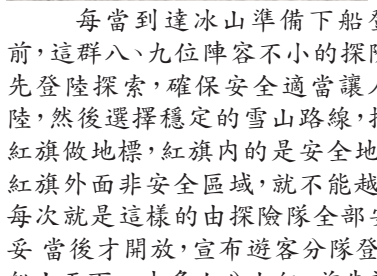 每當到達冰山準備下船
前,這群八、九位陣容不小的探
先登陸探索,確保安全適當讓
陸,然後選擇穩定的雪山路線,
紅旗做地標,紅旗內的是安全地
紅旗外面非安全區域,就不能越
每次就是這樣的由探險隊全部
妥當後才開放,宣布遊客分隊登